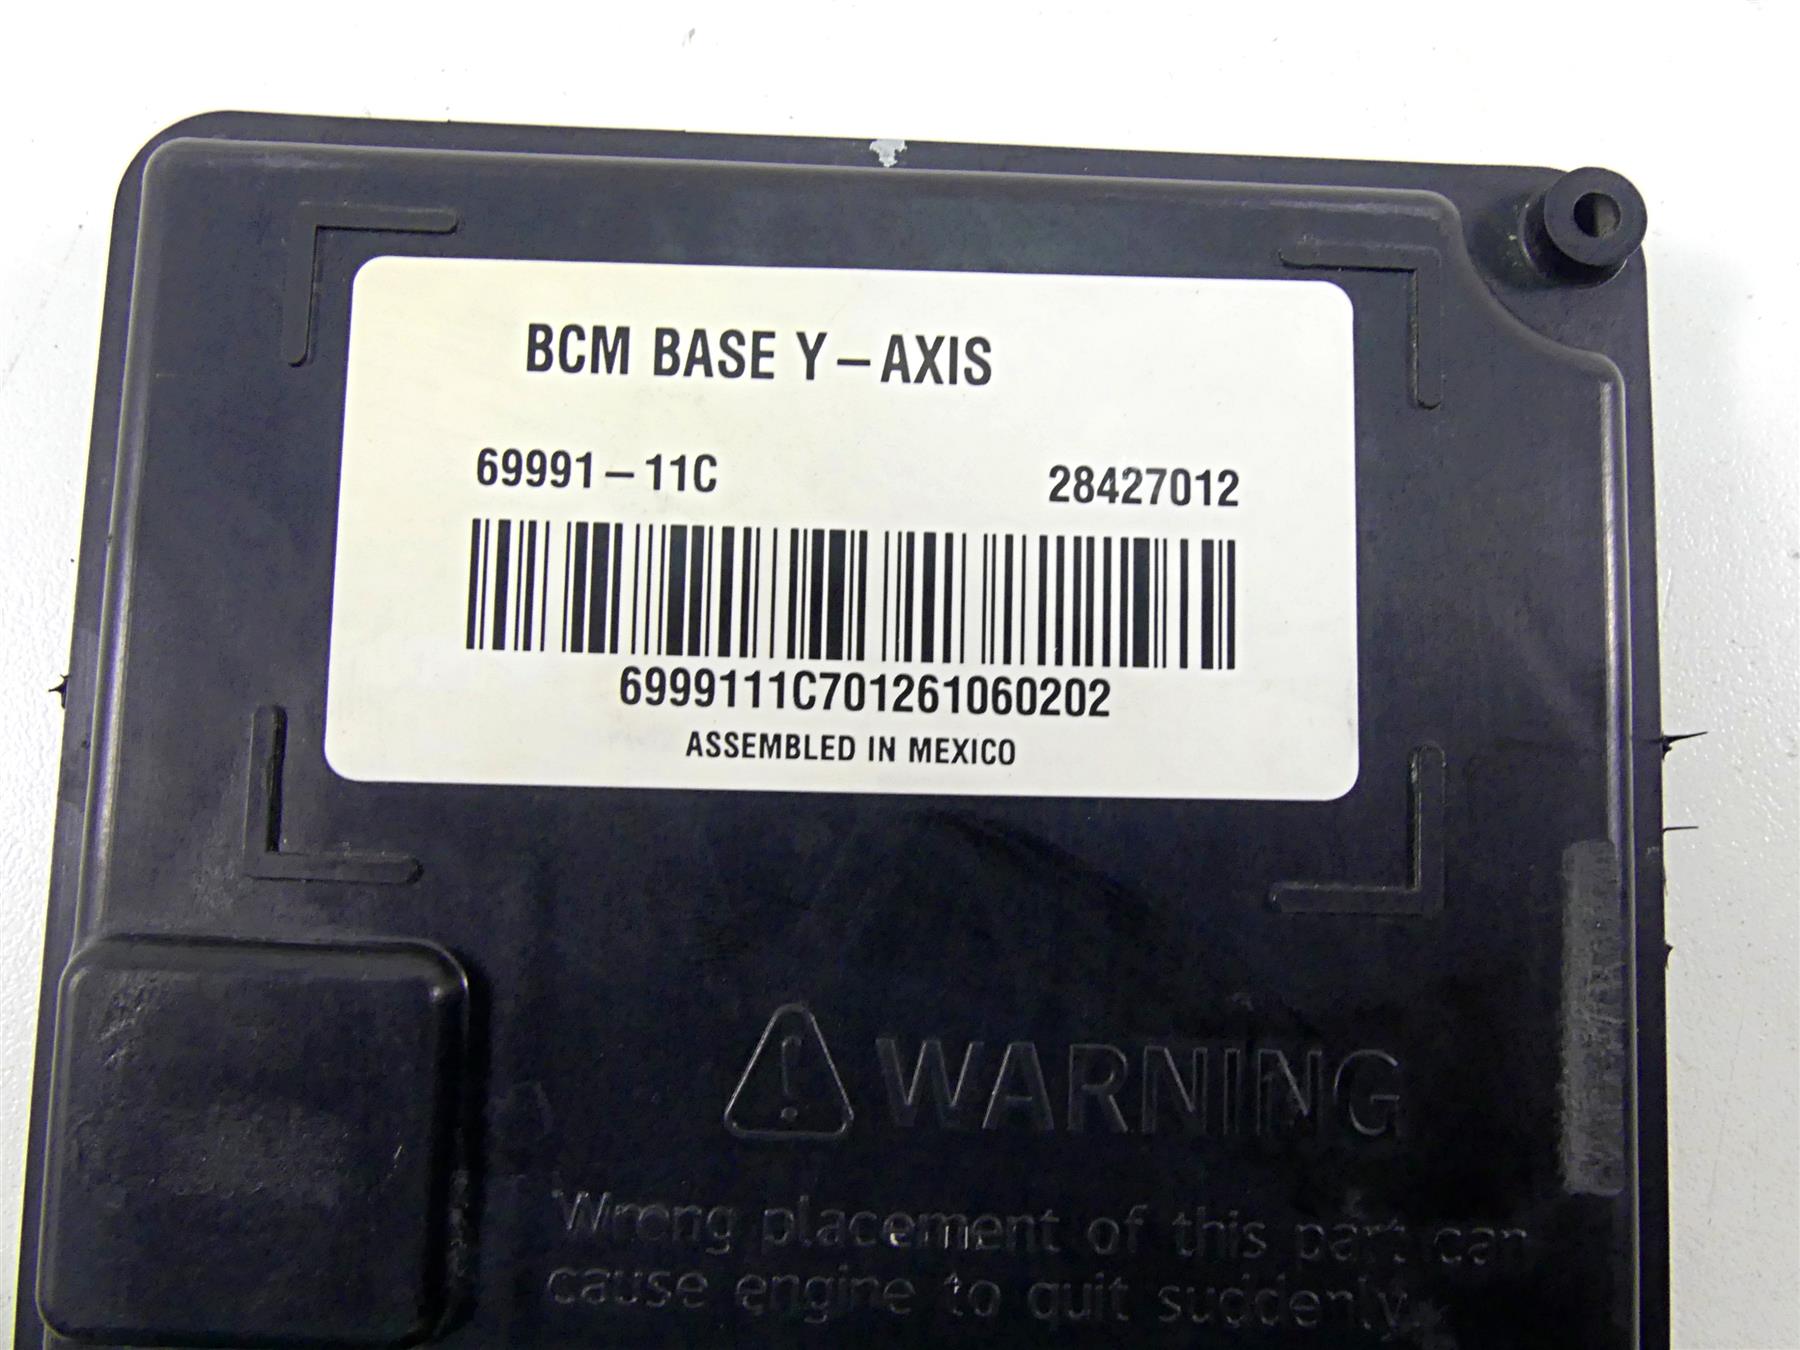 BCM BASE Y-AXIS
69991-11C 28427012
6999111C701261060202
ASSEMBLED IN MEXICO
WARNING
Wrong placement of this part can
cause engine to quit suddenly.